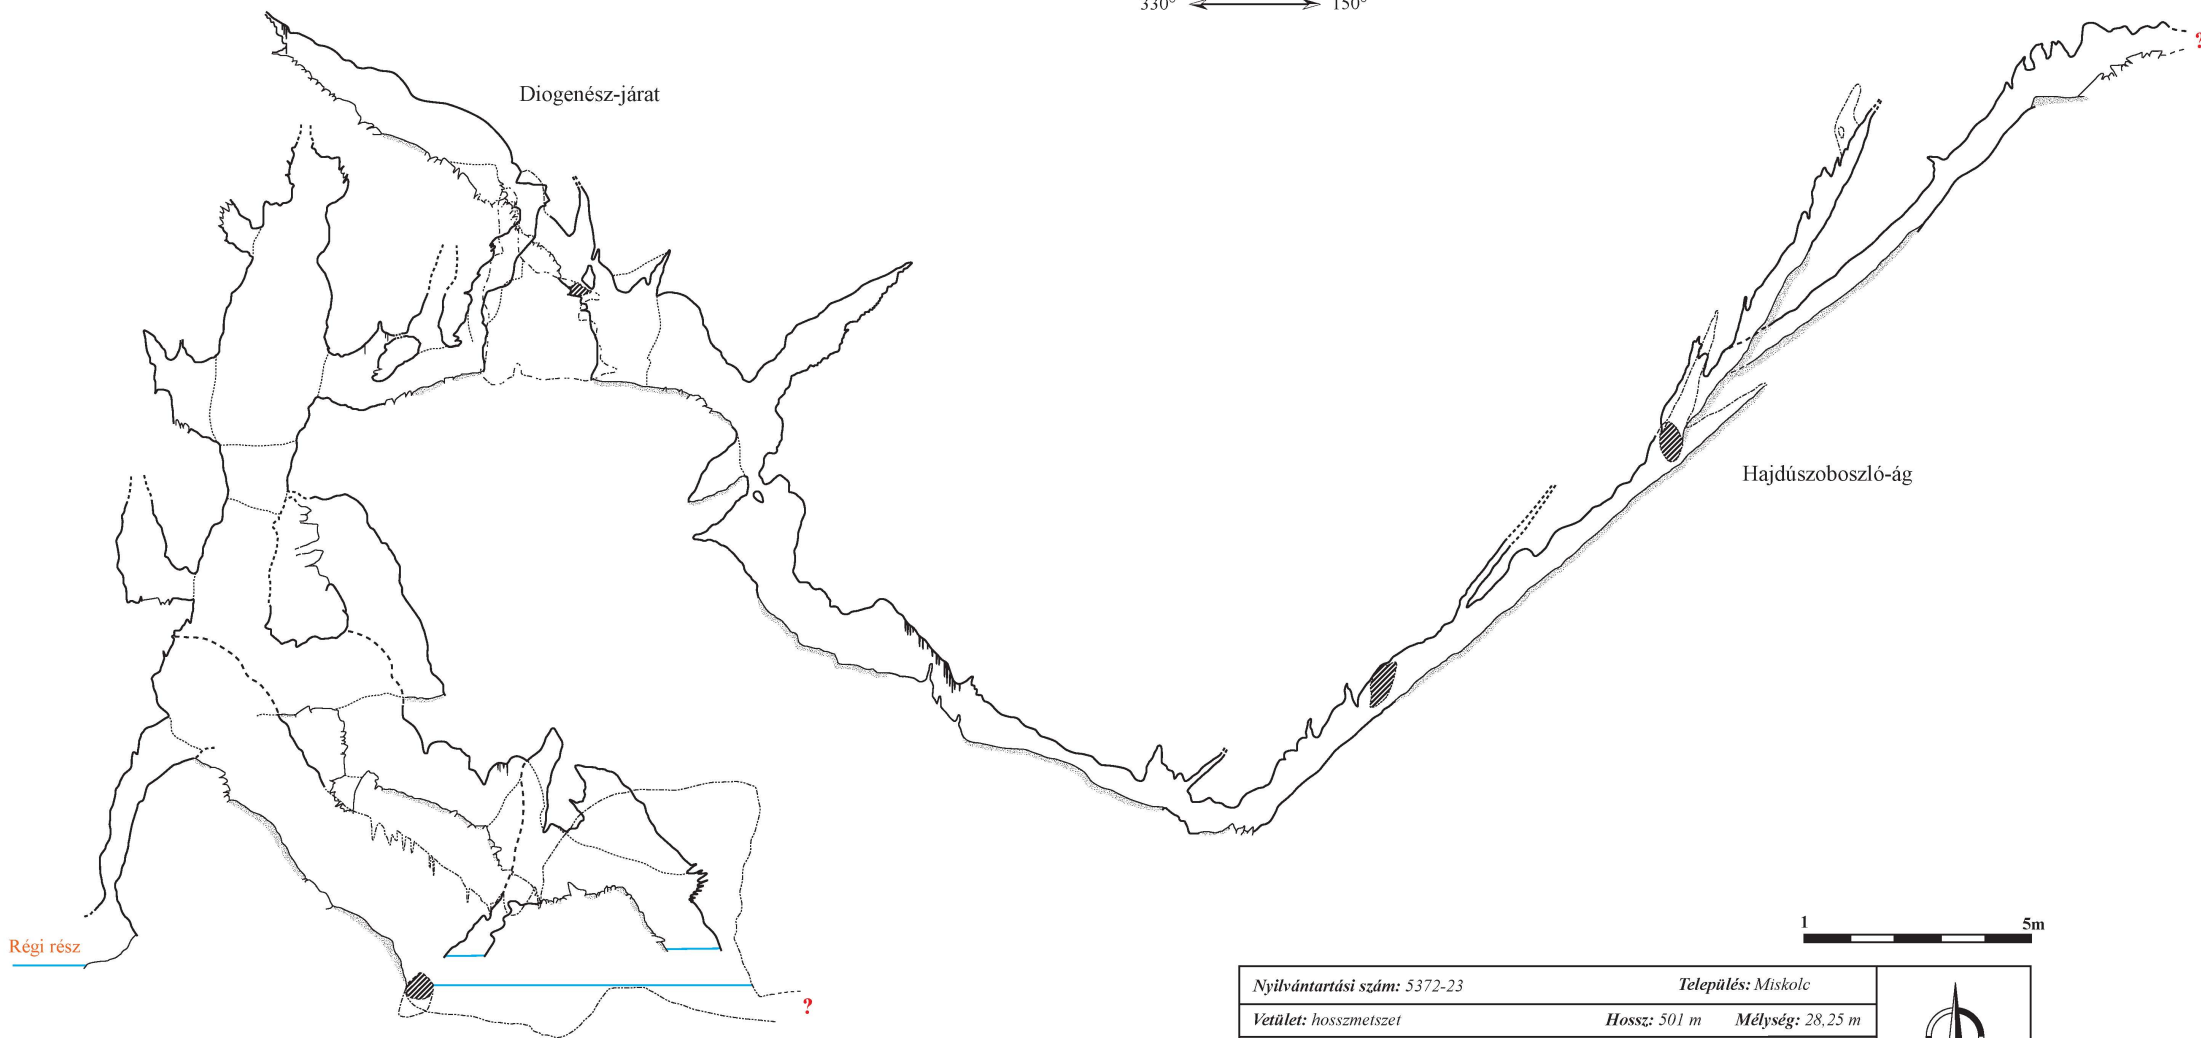 330° 150°
?
Diogenész-járat
Hajdúszoboszló-ág
1 5m
Régi rész
?
Nyilvántartási szám: 5372-23 Település: Miskolc
Vetület: hosszmetszet Hossz: 501 m Mélység: 28,25 m